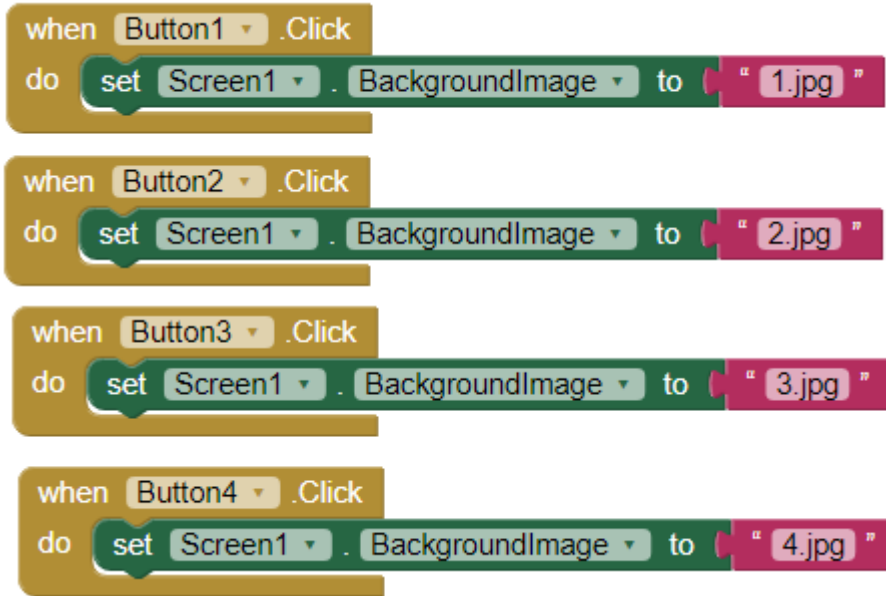 when Button1 .Click
do set Screen1 . BackgroundImage to " 1.jpg "
when Button2 .Click
do set Screen1 . BackgroundImage to " 2.jpg "
when Button3 .Click
do set Screen1 . BackgroundImage to " 3.jpg "
when Button4 .Click
do set Screen1 . BackgroundImage to " 4.jpg "